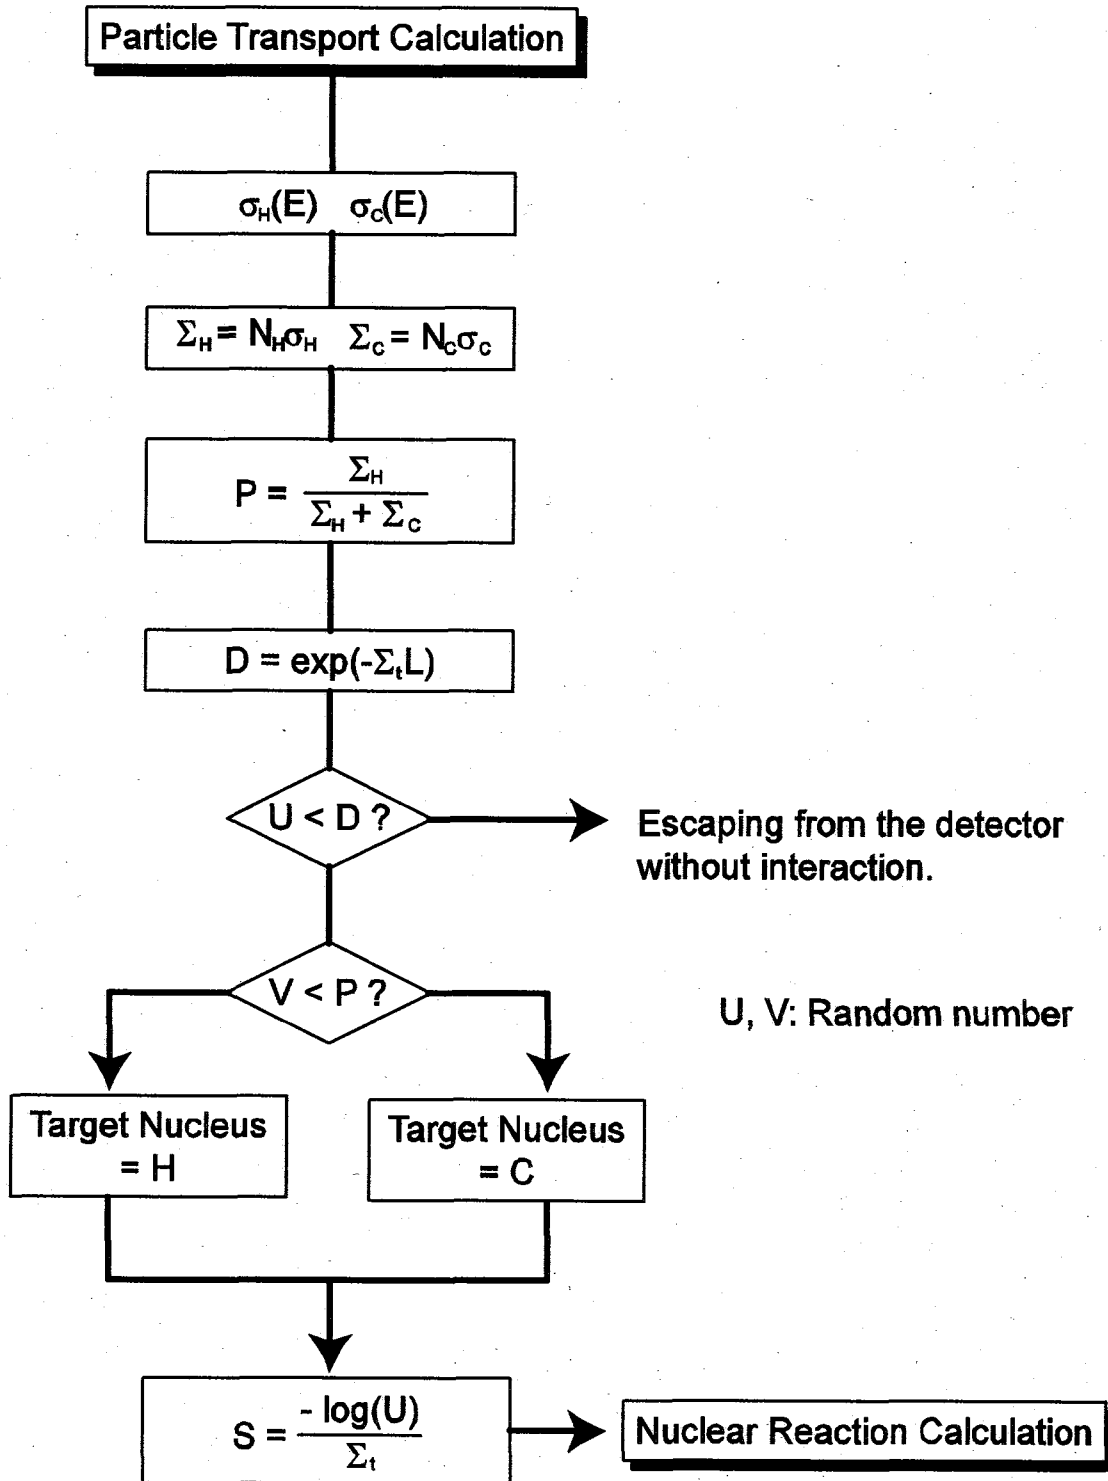 Particle Transport Calculation
σH(E) σC(E)
ΣH = NHσH ΣC = NCσC
P = ΣH / ΣH + ΣC
D = exp(-ΣtL)
U < D ?
Escaping from the detector
without interaction.
V < P ?
U, V: Random number
Target Nucleus
= H
Target Nucleus
= C
S = - log(U) / Σt
Nuclear Reaction Calculation